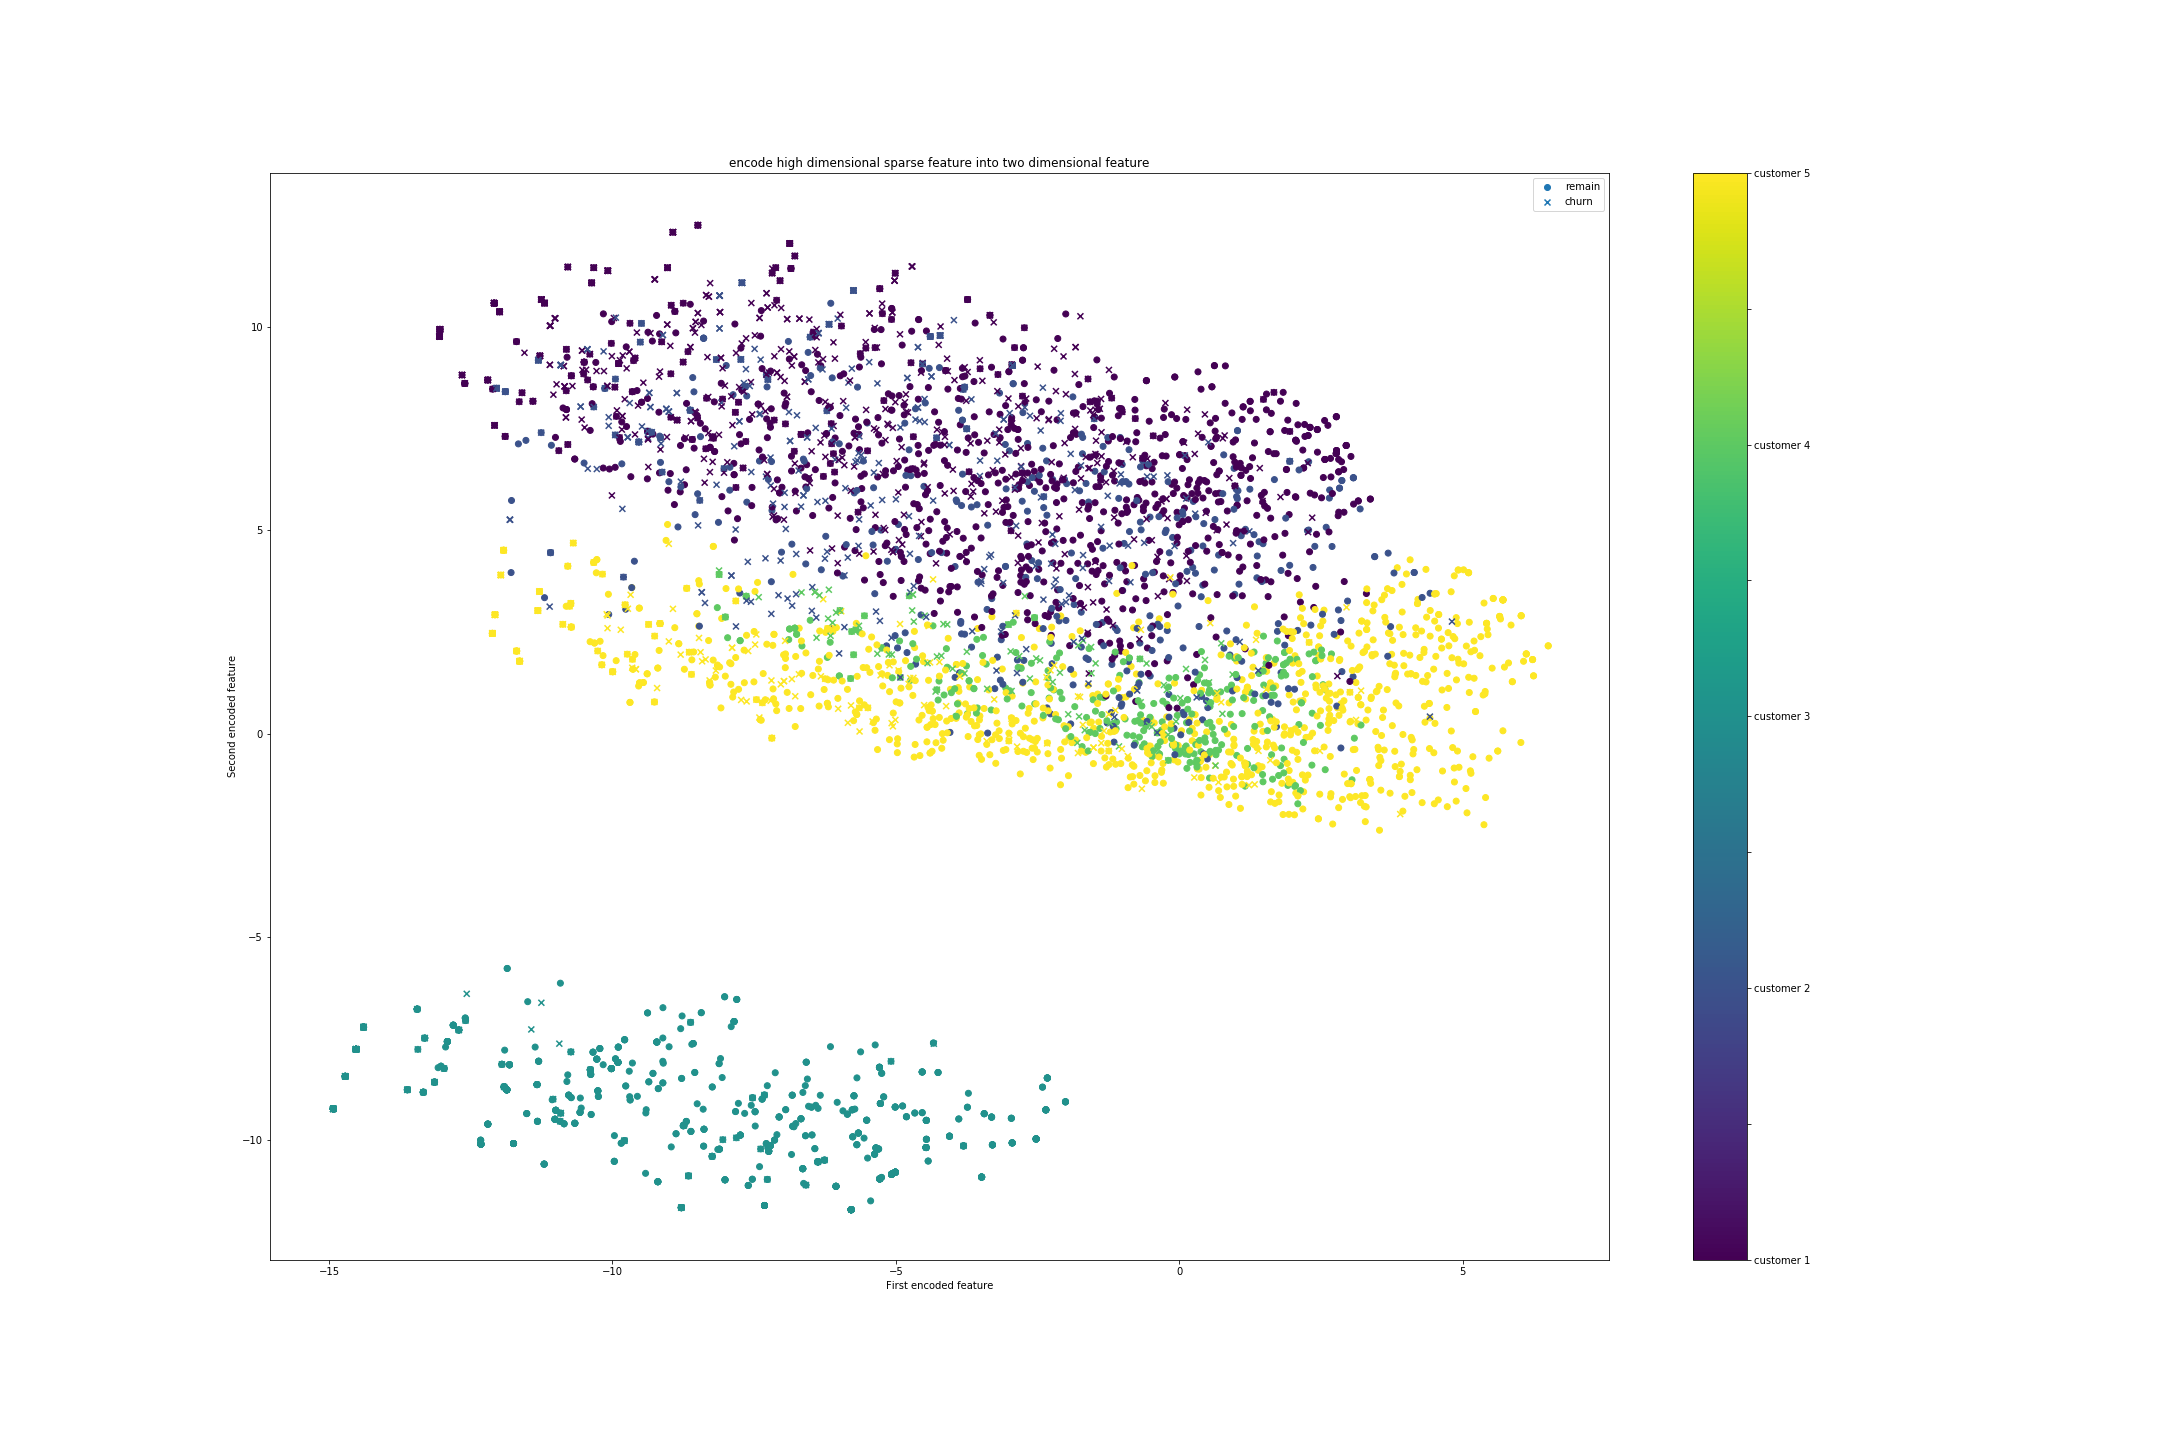 encode high dimensional sparse feature into two dimensional feature
remain
churn
customer 5
customer 4
customer 3
customer 2
customer 1
10
5
0
−5
−10
Second encoded feature
−15
−10
−5
0
5
First encoded feature